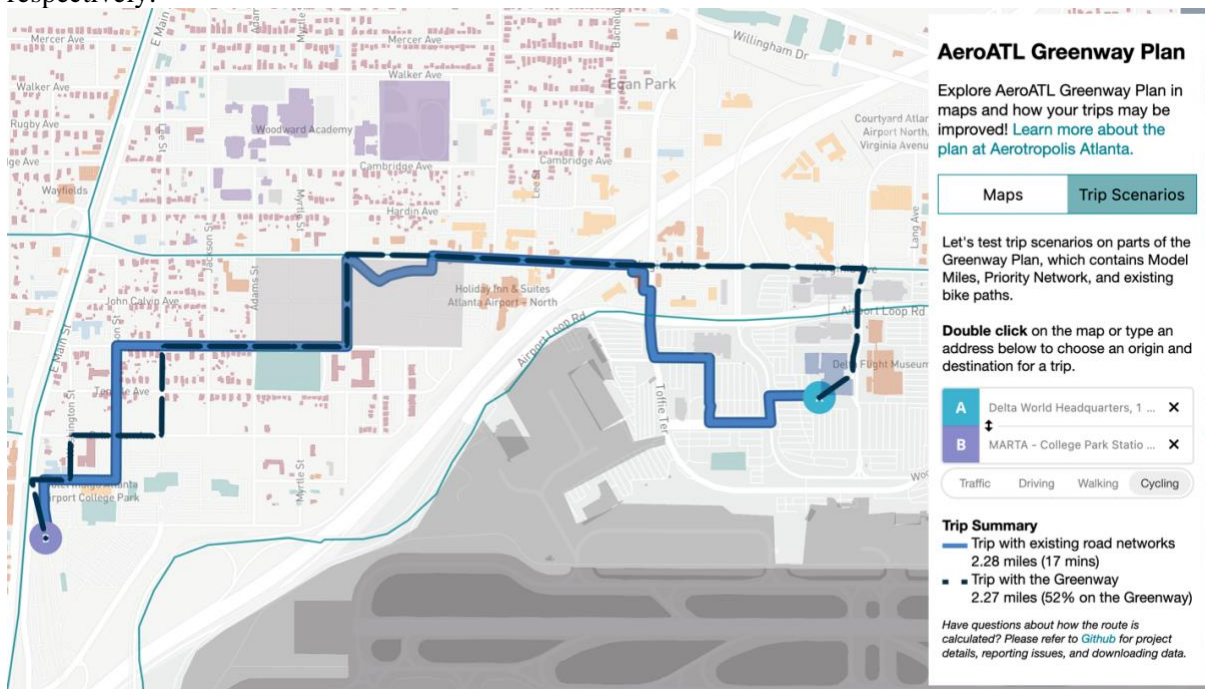 respectively.
Mercer Ave
E Main St
Mercer Ave
Willingham Dr
Walker Ave
Walker Ave
Egan Park
Rugby Ave
Lee St
Woodward Academy
Courtyard Atlan
Airport North,
Virginia Avenu
ge Ave
Cambridge Ave
Cambridge Ave
Wayfields
Myrtle St
Lee St
Hardin Ave
Lang Ave
Jackson St
Adams St
Holiday Inn & Suites
Atlanta Airport - North
John Calvin Ave
Airport Loop Rd
Airport Loop Rd
E Main St
Delta Flight Museum
Toffie Ter
Myrtle St
irport College Park
AeroATL Greenway Plan
Explore AeroATL Greenway Plan in
maps and how your trips may be
improved! Learn more about the
plan at Aerotropolis Atlanta.
Maps
Trip Scenarios
Let's test trip scenarios on parts of the
Greenway Plan, which contains Model
Miles, Priority Network, and existing
bike paths.
Double click on the map or type an
address below to choose an origin and
destination for a trip.
A Delta World Headquarters, 1 ... ✕
B MARTA - College Park Statio ... ✕
Traffic Driving Walking Cycling
Trip Summary
Trip with existing road networks
2.28 miles (17 mins)
Trip with the Greenway
2.27 miles (52% on the Greenway)
Have questions about how the route is
calculated? Please refer to Github for project
details, reporting issues, and downloading data.